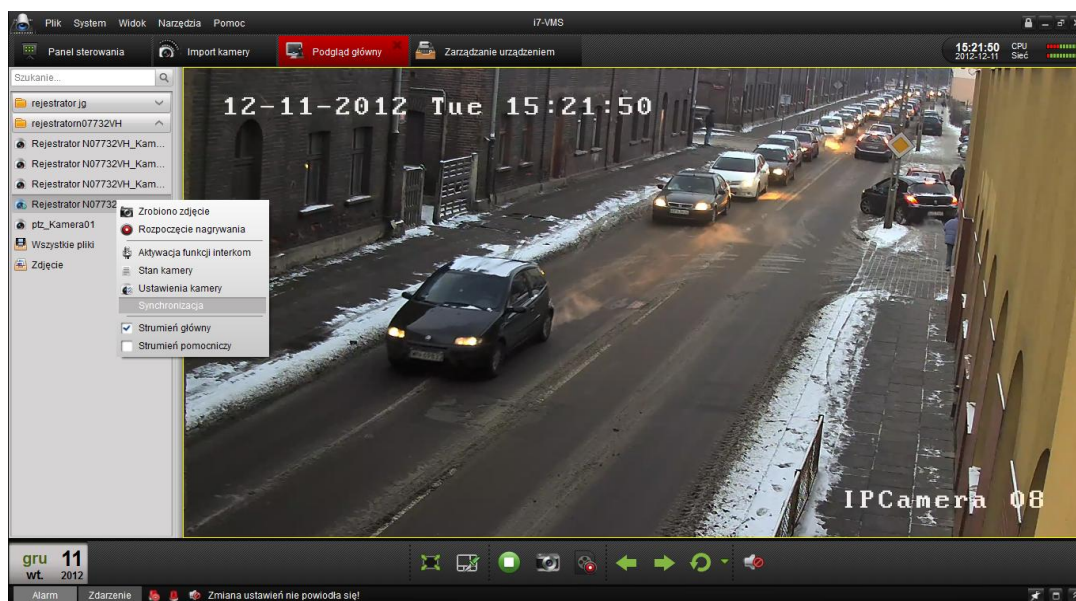 Plik System Widok Narzędzia Pomoc
i7-VMS
Panel sterowania
Import kamery
Podgląd główny
Zarządzanie urządzeniem
15:21:50
CPU
2012-12-11
Sieć
Szukanie...
rejestrator jg
rejestratorn07732VH
Rejestrator N07732VH_Kam...
Rejestrator N07732VH_Kam...
Rejestrator N07732VH_Kam...
Rejestrator N07732
ptz_Kamera01
Wszystkie pliki
Zdjęcie
Zrobiono zdjęcie
Rozpoczęcie nagrywania
Aktywacja funkcji interkom
Stan kamery
Ustawienia kamery
Synchronizacja
Strumień główny
Strumień pomocniczy
12-11-2012 Tue 15:21:50
IPCamera 08
gru 11
wt. 2012
Alarm
Zdarzenie
Zmiana ustawień nie powiodła się!